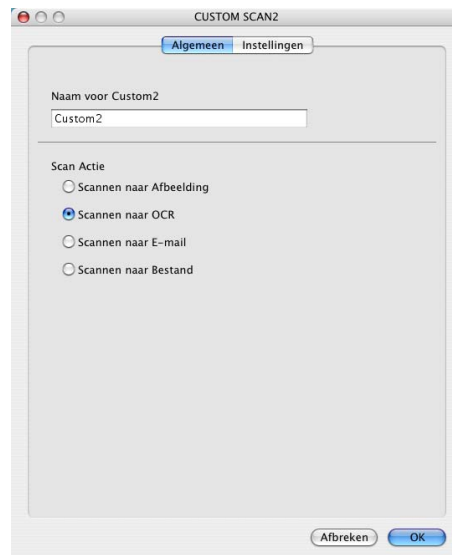 CUSTOM SCAN2
Algemeen Instellingen
Naam voor Custom2
Custom2
Scan Actie
Scannen naar Afbeelding
Scannen naar OCR
Scannen naar E-mail
Scannen naar Bestand
Afbreken OK